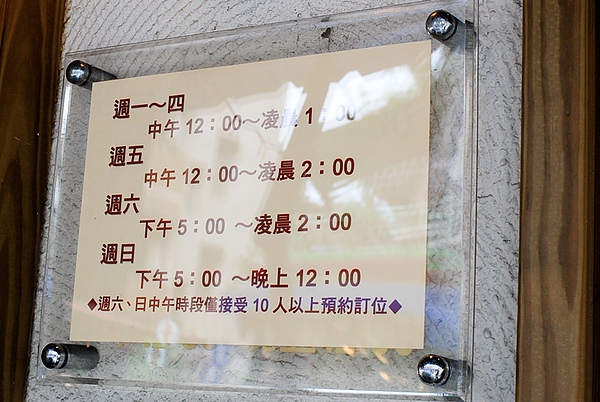 週一～四
中午 12：00～凌晨 1：00
週五
中午 12：00～凌晨 2：00
週六
下午 5：00 ～凌晨 2：00
週日
下午 5：00 ～晚上 12：00
◆週六、日中午時段僅接受 10 人以上預約訂位◆